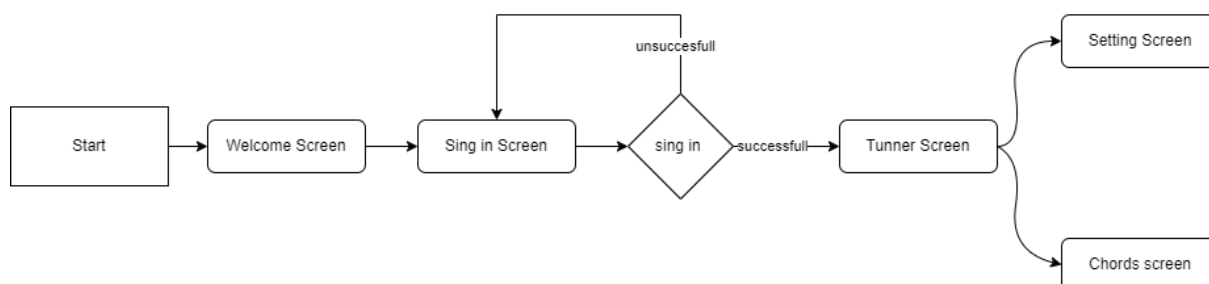 unsuccesfull
Setting Screen
Start
Welcome Screen
Sing in Screen
sing in
successfull
Tunner Screen
Chords screen